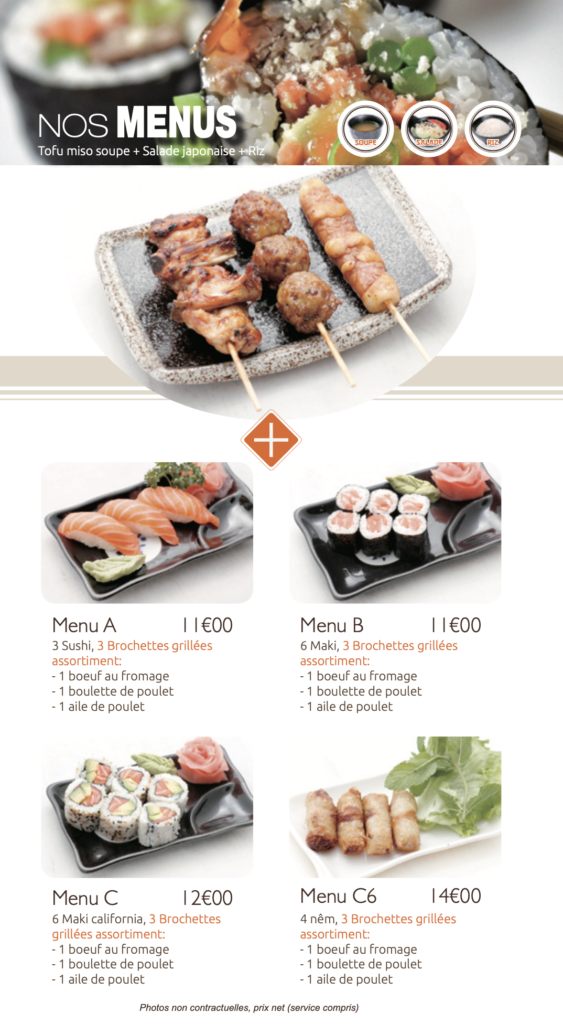 NOS MENUS
Tofu miso soupe + Salade japonaise + Riz
SOUPE
SALADE
RIZ
Menu A 11€00
3 Sushi, 3 Brochettes grillées
assortiment:
- 1 boeuf au fromage
- 1 boulette de poulet
- 1 aile de poulet
Menu B 11€00
6 Maki, 3 Brochettes grillées
assortiment:
- 1 boeuf au fromage
- 1 boulette de poulet
- 1 aile de poulet
Menu C 12€00
6 Maki california, 3 Brochettes
grillées assortiment:
- 1 boeuf au fromage
- 1 boulette de poulet
- 1 aile de poulet
Menu C6 14€00
4 nêm, 3 Brochettes grillées
assortiment:
- 1 boeuf au fromage
- 1 boulette de poulet
- 1 aile de poulet
Photos non contractuelles, prix net (service compris)